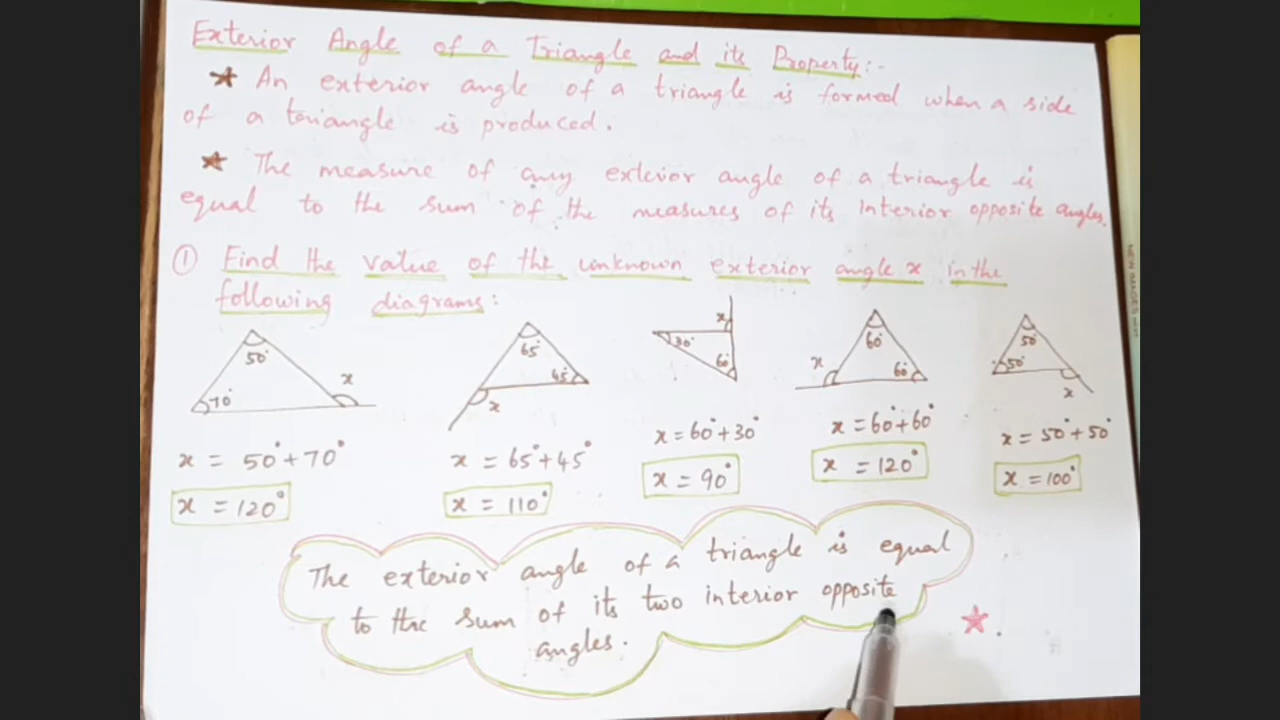 Exterior Angle of a Triangle and its Property:-
★ An exterior angle of a triangle is formed when a side
of a triangle is produced.
★ The measure of any exterior angle of a triangle is
equal to the sum of the measures of its interior opposite angles.
① Find the value of the unknown exterior angle x in the
following diagrams:
50° 70° x
65° 45° x
x 30° 60°
60° x 60°
50° 50° x
x = 50°+70°
x = 120°
x = 65°+45°
x = 110°
x = 60°+30°
x = 90°
x = 60°+60°
x = 120°
x = 50°+50°
x = 100°
The exterior angle of a triangle is equal
to the sum of its two interior opposite
angles.